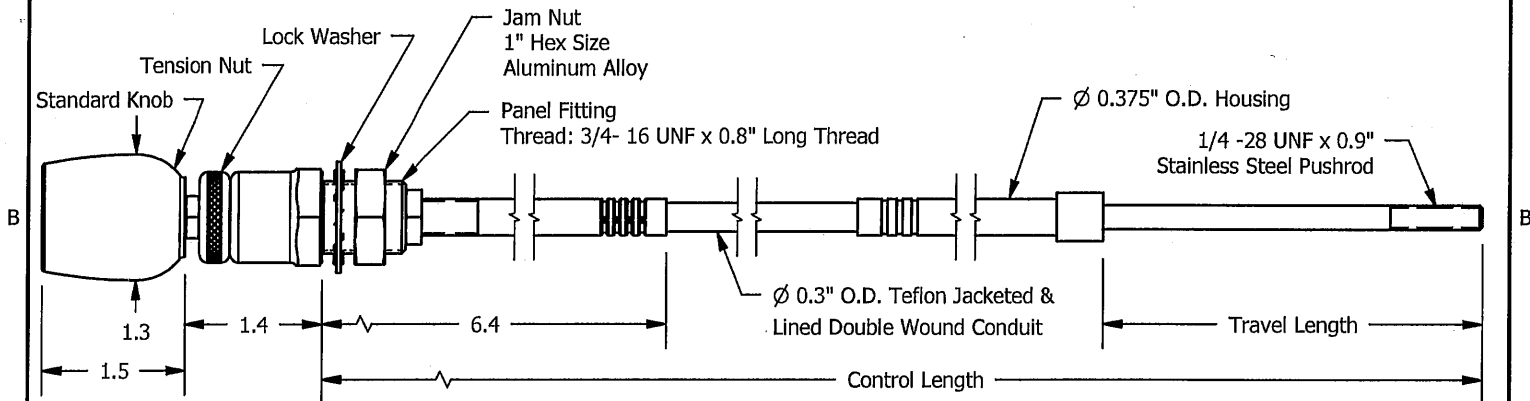 Jam Nut
1" Hex Size
Aluminum Alloy
Lock Washer
Tension Nut
Standard Knob
Panel Fitting
Thread: 3/4- 16 UNF x 0.8" Long Thread
Ø 0.375" O.D. Housing
1/4 -28 UNF x 0.9"
Stainless Steel Pushrod
B
B
Ø 0.3" O.D. Teflon Jacketed &
Lined Double Wound Conduit
1.3
1.4
6.4
Travel Length
1.5
Control Length